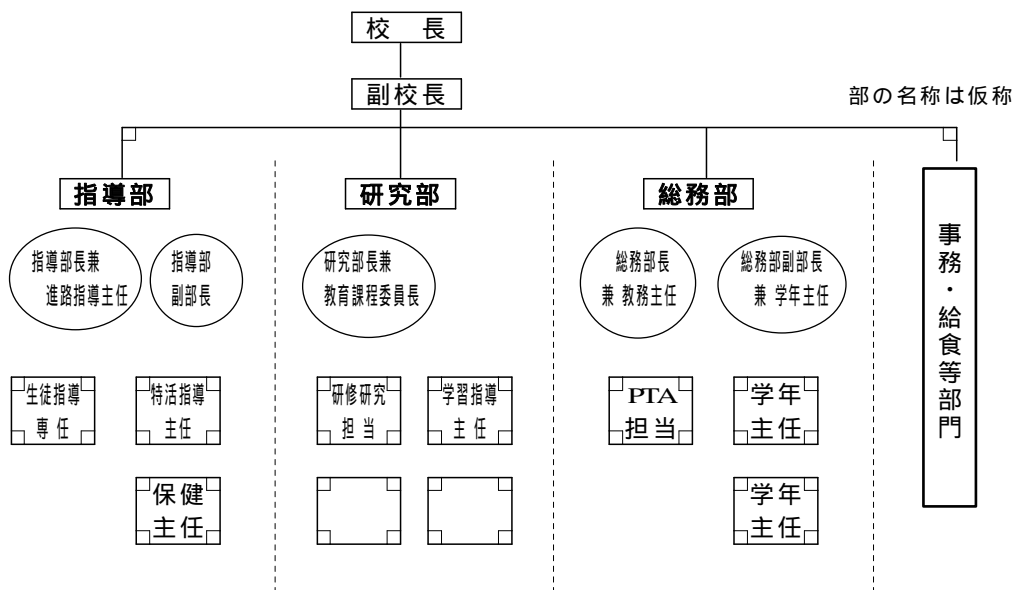 校 長
副校長
部の名称は仮称
指導部
研究部
総務部
事務・給食等部門
指導部長兼
進路指導主任
指導部
副部長
研究部長兼
教育課程委員長
総務部長
兼 教務主任
総務部副部長
兼 学年主任
生徒指導
専 任
特活指導
主任
研修研究
担 当
学習指導
主 任
PTA
担当
学年
主任
保健
主任
学年
主任